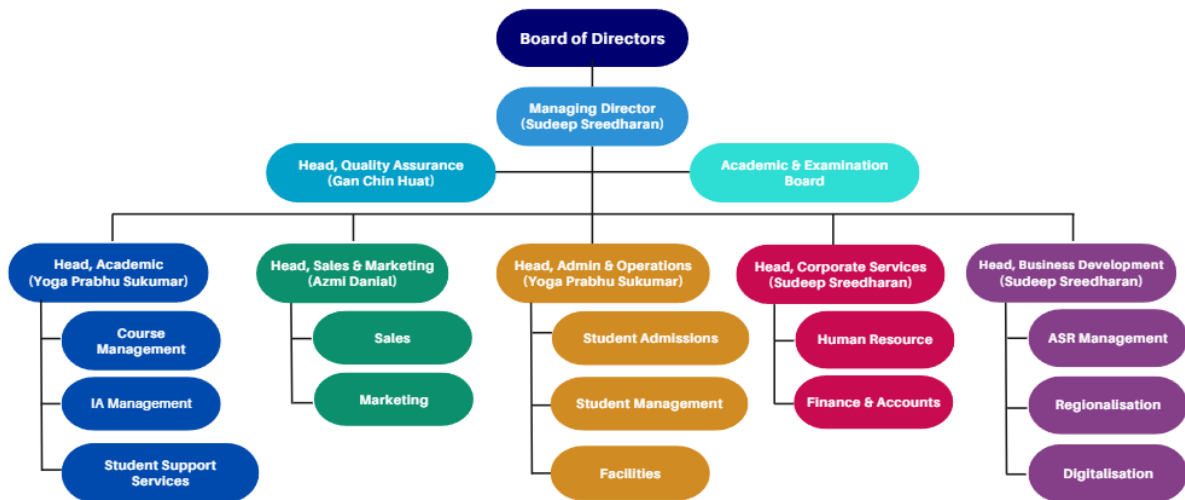 Board of Directors
Managing Director
(Sudeep Sreedharan)
Head, Quality Assurance
(Gan Chin Huat)
Academic & Examination
Board
Head, Academic
(Yoga Prabhu Sukumar)
Course
Management
IA Management
Student Support
Services
Head, Sales & Marketing
(Azmi Danial)
Sales
Marketing
Head, Admin & Operations
(Yoga Prabhu Sukumar)
Student Admissions
Student Management
Facilities
Head, Corporate Services
(Sudeep Sreedharan)
Human Resource
Finance & Accounts
Head, Business Development
(Sudeep Sreedharan)
ASR Management
Regionalisation
Digitalisation